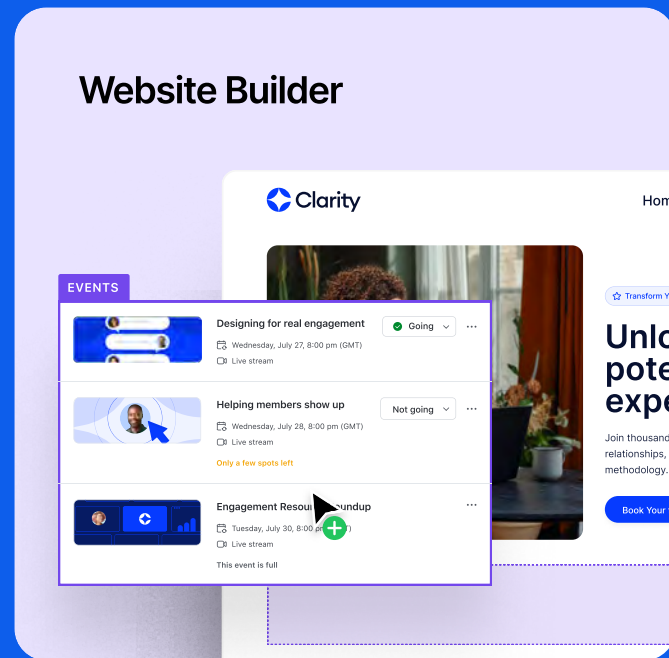 Website Builder
Clarity
Hom
EVENTS
Designing for real engagement
Going
Wednesday, July 27, 8:00 pm (GMT)
Live stream
Helping members show up
Not going
Wednesday, July 28, 8:00 pm (GMT)
Live stream
Only a few spots left
Engagement Resou undup
Tuesday, July 30, 8:00 p T)
Live stream
This event is full
Transform Y
Unlo
pote
expe
Join thousand
relationships,
methodology.
Book Your